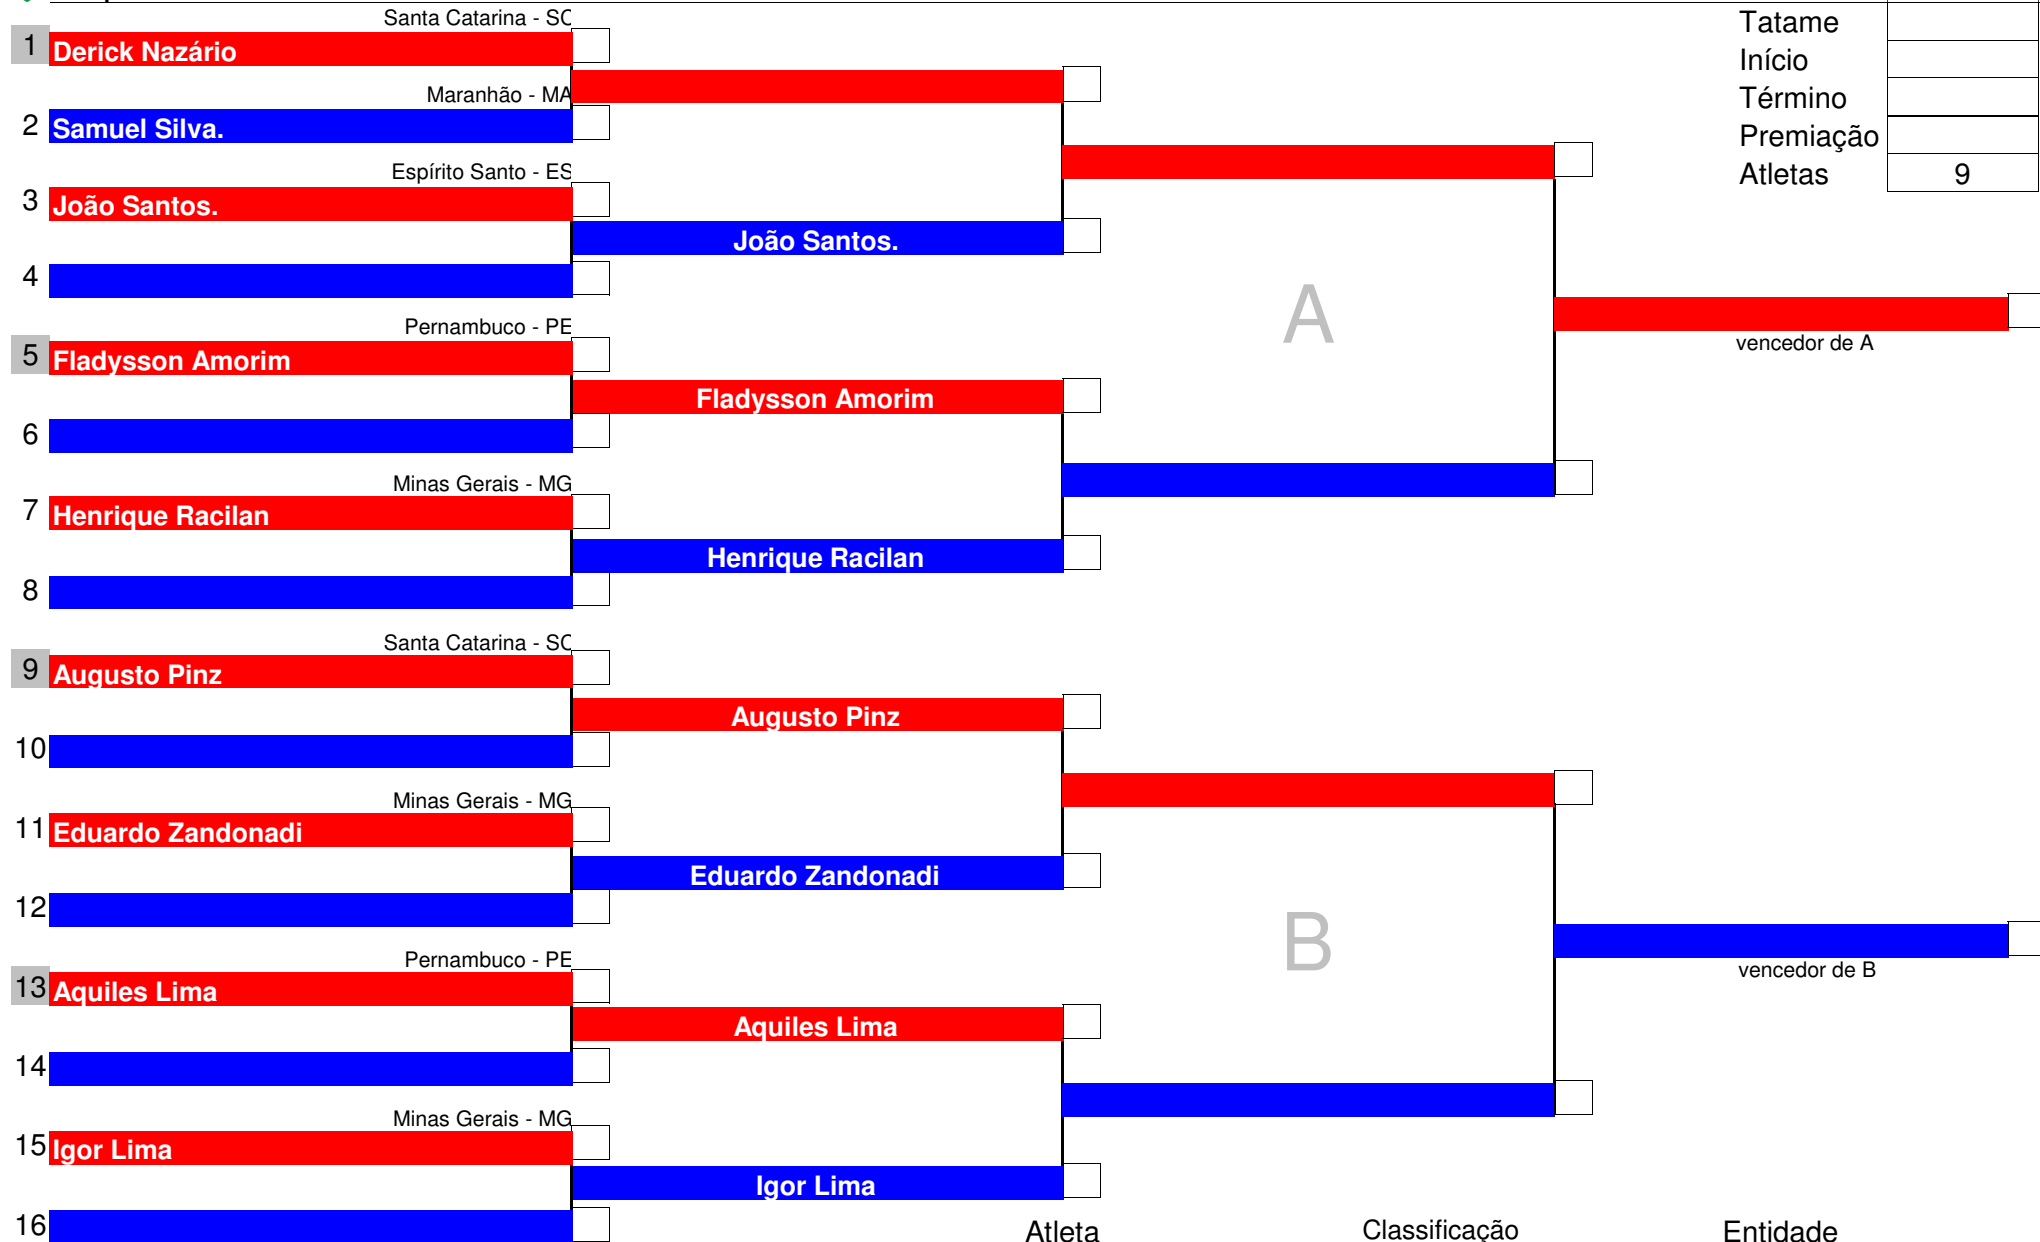 Santa Catarina - SC
1 Derick Nazário
Maranhão - MA
2 Samuel Silva.
Espírito Santo - ES
3 João Santos.
João Santos.
4
Pernambuco - PE
5 Fladysson Amorim
Fladysson Amorim
6
Minas Gerais - MG
7 Henrique Racilan
Henrique Racilan
8
Santa Catarina - SC
9 Augusto Pinz
Augusto Pinz
10
Minas Gerais - MG
11 Eduardo Zandonadi
Eduardo Zandonadi
12
Pernambuco - PE
13 Aquiles Lima
Aquiles Lima
14
Minas Gerais - MG
15 Igor Lima
Igor Lima
16
A
B
vencedor de A
vencedor de B
Tatame
Início
Término
Premiação
Atletas 9
Atleta Classificação Entidade